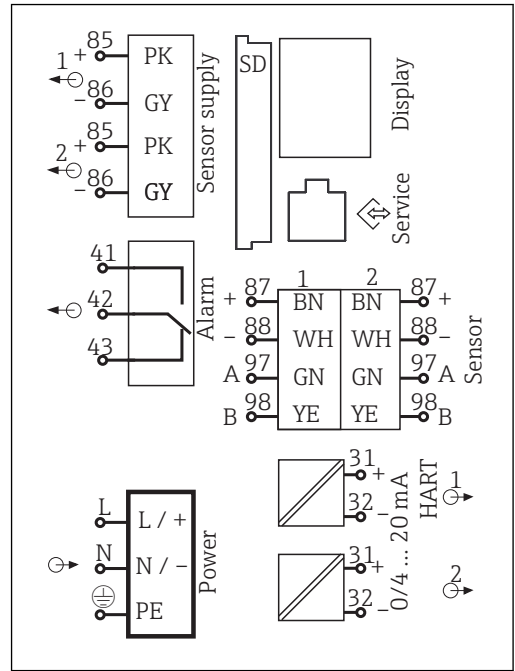 85
1 + PK
86
- GY
85
2 + PK
86
- GY
Sensor supply
SD
Display
Service
41
42
43
Alarm
1 2
+ 87 BN BN 87 +
- 88 WH WH 88 -
A 97 GN GN 97 A
B 98 YE YE 98 B
Sensor
L L / +
N N / -
PE
Power
31 +
32 -
31 +
32 -
0/4 ... 20 mA
HART
1
2